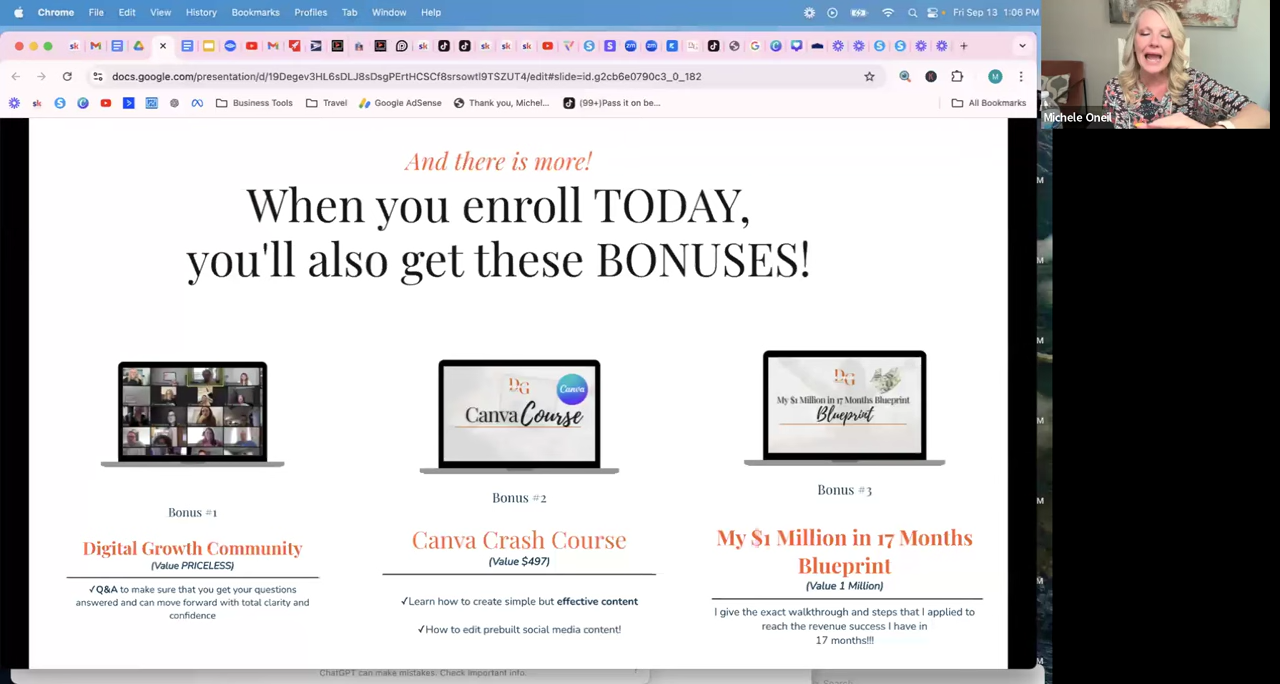 Chrome File Edit View History Bookmarks Profiles Tab Window Help
Fri Sep 13 1:06 PM
docs.google.com/presentation/d/19Degev3HL6sDLJ8sDsgPErtHCSCf8srsowtl9TSZUT4/edit#slide=id.g2cb6e0790c3_0_182
Business Tools Travel Google AdSense Thank you, Michel... (99+)Pass it on be... All Bookmarks
Michele Oneil
And there is more!
When you enroll TODAY,
you'll also get these BONUSES!
DG
Canva
Canva Course
DG
My $1 Million in 17 Months Blueprint
Blueprint
Bonus #1
Digital Growth Community
(Value PRICELESS)
✓Q&A to make sure that you get your questions
answered and can move forward with total clarity and
confidence
Bonus #2
Canva Crash Course
(Value $497)
✓Learn how to create simple but effective content
✓How to edit prebuilt social media content!
Bonus #3
My $1 Million in 17 Months
Blueprint
(Value 1 Million)
I give the exact walkthrough and steps that I applied to
reach the revenue success I have in
17 months!!!
ChatGPT can make mistakes. Check important info.
Search